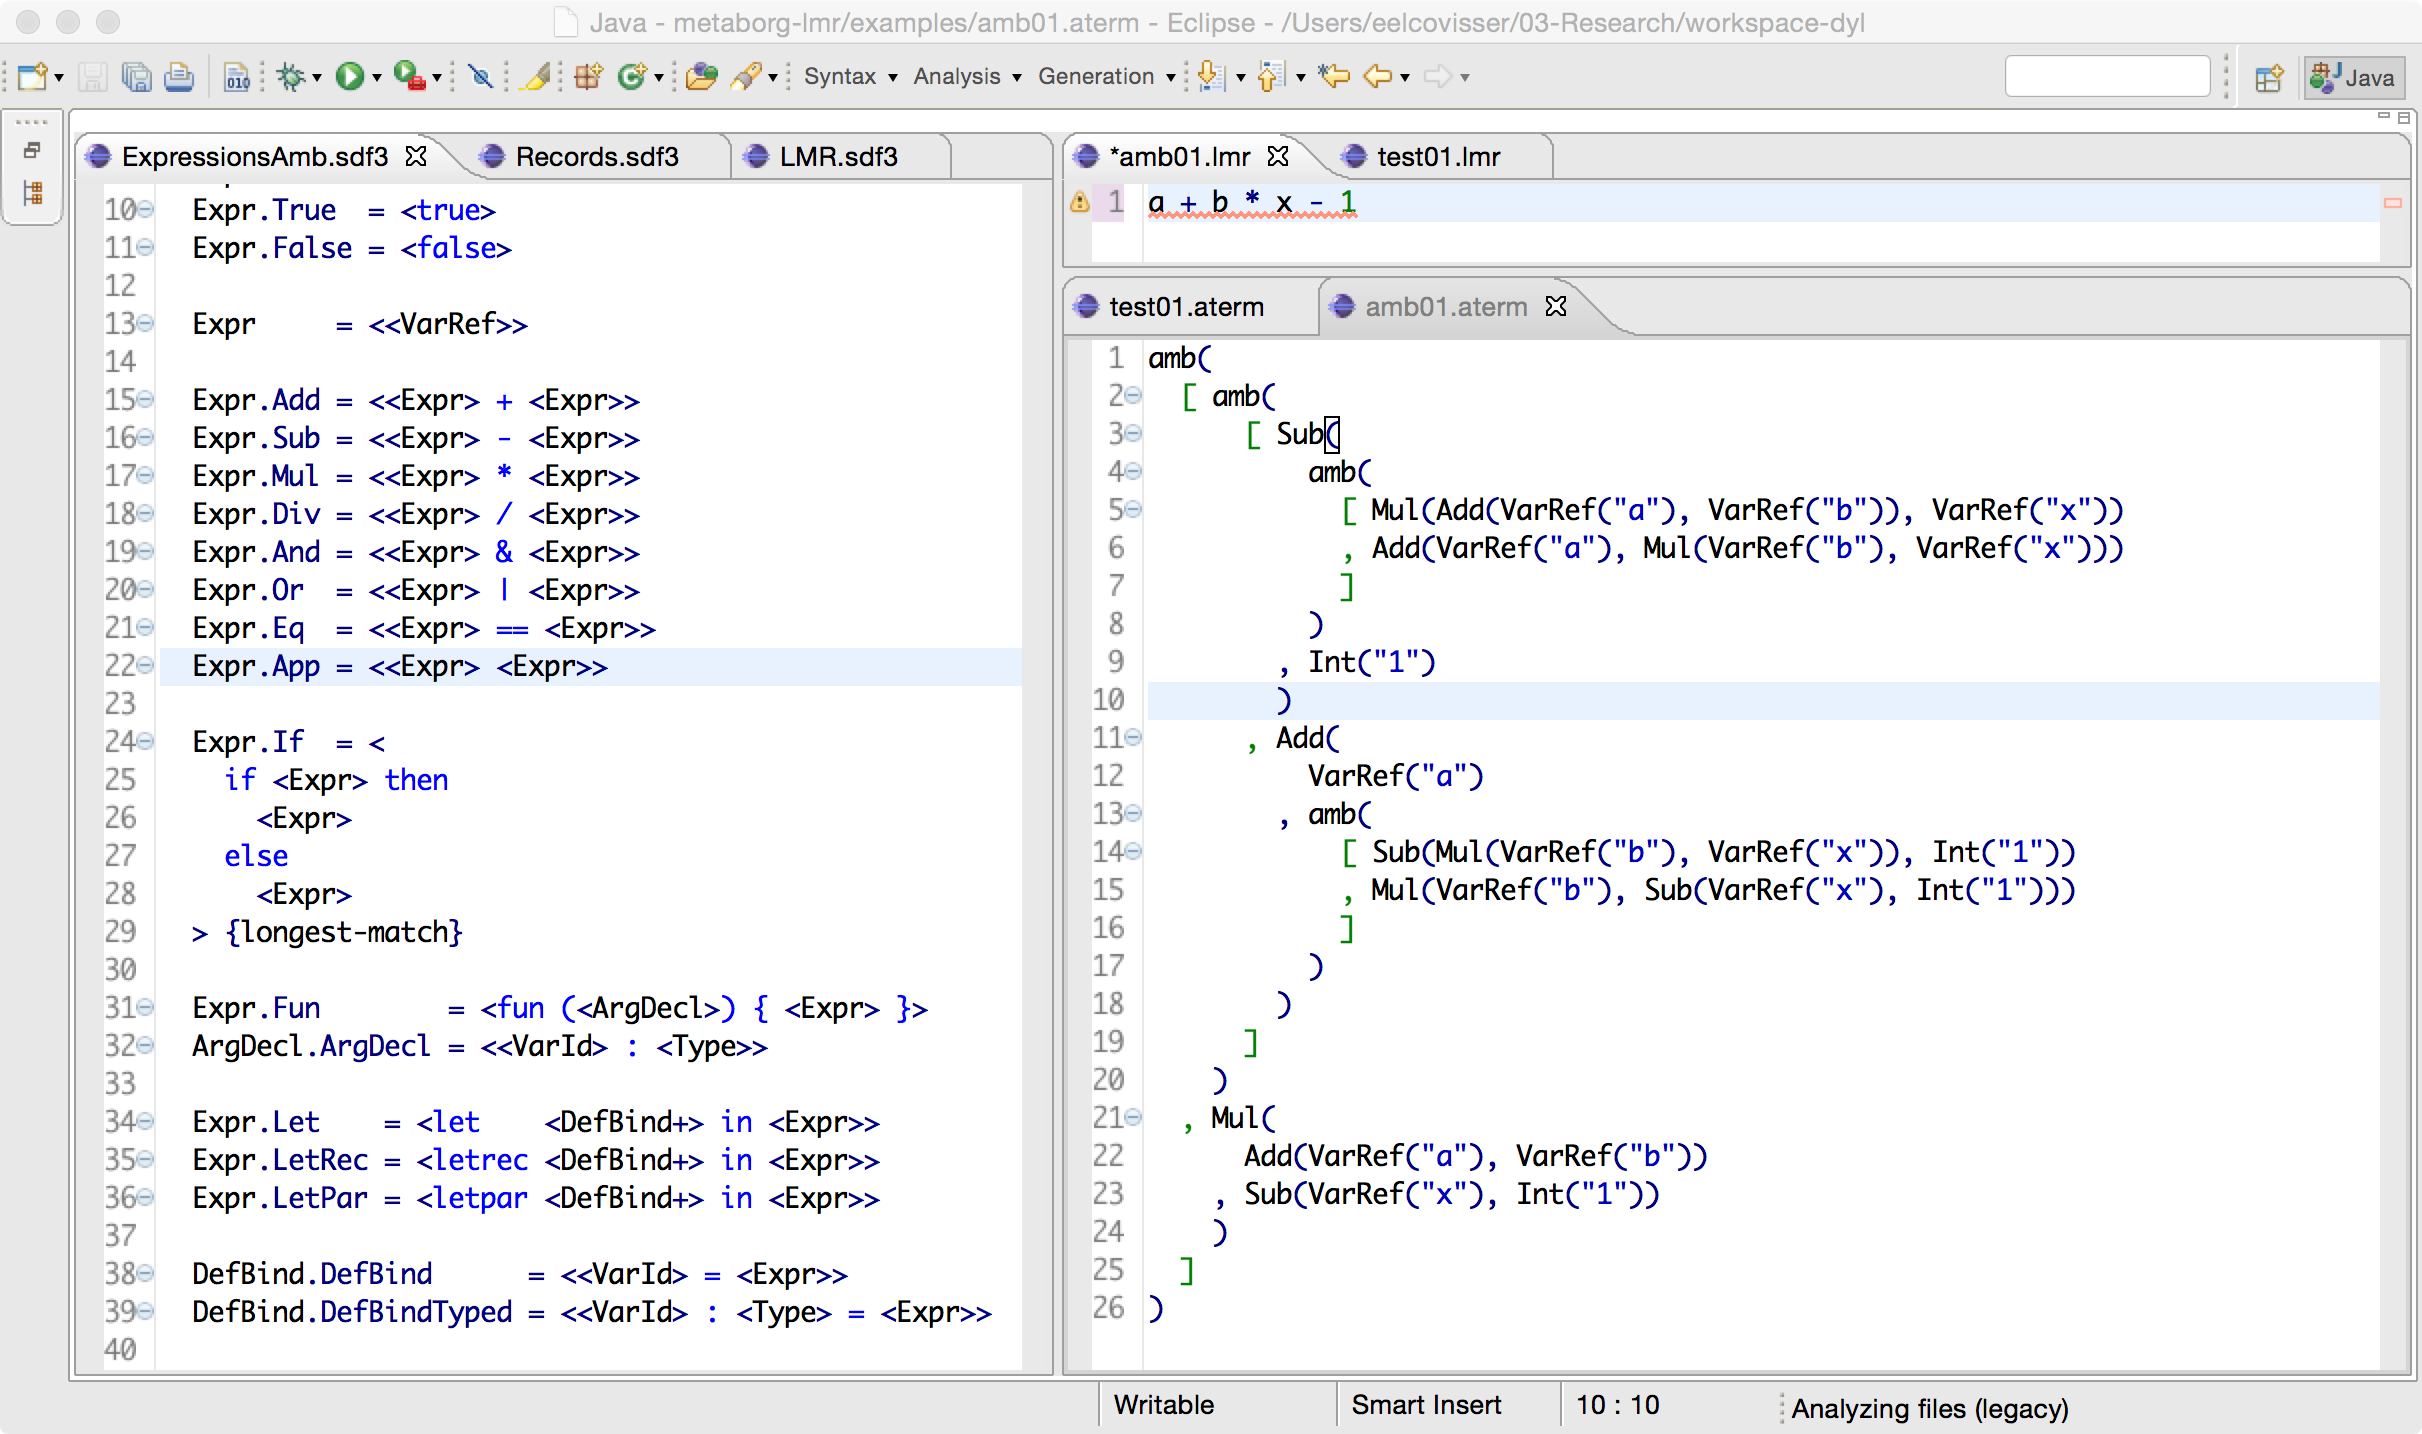 Java - metaborg-lmr/examples/amb01.aterm - Eclipse - /Users/eelcovisser/03-Research/workspace-dyl
010 Syntax Analysis Generation Java
ExpressionsAmb.sdf3 Records.sdf3 LMR.sdf3
10 Expr.True  = <true>
11 Expr.False = <false>
12
13 Expr     = <<VarRef>>
14
15 Expr.Add = <<Expr> + <Expr>>
16 Expr.Sub = <<Expr> - <Expr>>
17 Expr.Mul = <<Expr> * <Expr>>
18 Expr.Div = <<Expr> / <Expr>>
19 Expr.And = <<Expr> & <Expr>>
20 Expr.Or  = <<Expr> | <Expr>>
21 Expr.Eq  = <<Expr> == <Expr>>
22 Expr.App = <<Expr> <Expr>>
23
24 Expr.If  = <
25   if <Expr> then
26     <Expr>
27   else
28     <Expr>
29 > {longest-match}
30
31 Expr.Fun        = <fun (<ArgDecl>) { <Expr> }>
32 ArgDecl.ArgDecl = <<VarId> : <Type>>
33
34 Expr.Let    = <let    <DefBind+> in <Expr>>
35 Expr.LetRec = <letrec <DefBind+> in <Expr>>
36 Expr.LetPar = <letpar <DefBind+> in <Expr>>
37
38 DefBind.DefBind      = <<VarId> = <Expr>>
39 DefBind.DefBindTyped = <<VarId> : <Type> = <Expr>>
40
*amb01.lmr test01.lmr
1 a + b * x - 1
test01.aterm amb01.aterm
1 amb(
2   [ amb(
3       [ Sub(
4           amb(
5             [ Mul(Add(VarRef("a"), VarRef("b")), VarRef("x"))
6             , Add(VarRef("a"), Mul(VarRef("b"), VarRef("x")))
7             ]
8           )
9         , Int("1")
10         )
11       , Add(
12           VarRef("a")
13         , amb(
14             [ Sub(Mul(VarRef("b"), VarRef("x")), Int("1"))
15             , Mul(VarRef("b"), Sub(VarRef("x"), Int("1")))
16             ]
17           )
18         )
19       ]
20     )
21   , Mul(
22       Add(VarRef("a"), VarRef("b"))
23     , Sub(VarRef("x"), Int("1"))
24     )
25   ]
26 )
Writable Smart Insert 10 : 10 Analyzing files (legacy)